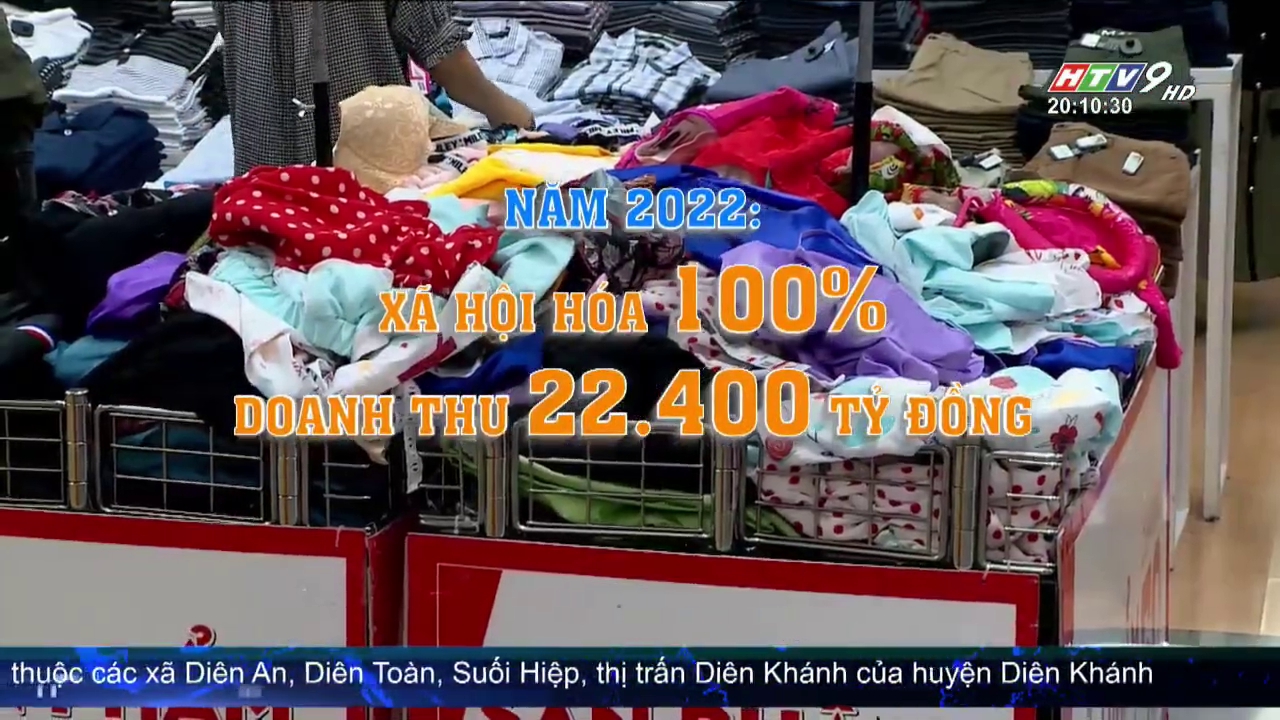 HTV9 HD
20:10:30
NĂM 2022:
XÃ HỘI HÓA 100%
DOANH THU 22.400 TỶ ĐỒNG
thuộc các xã Diên An, Diên Toàn, Suối Hiệp, thị trấn Diên Khánh của huyện Diên Khánh